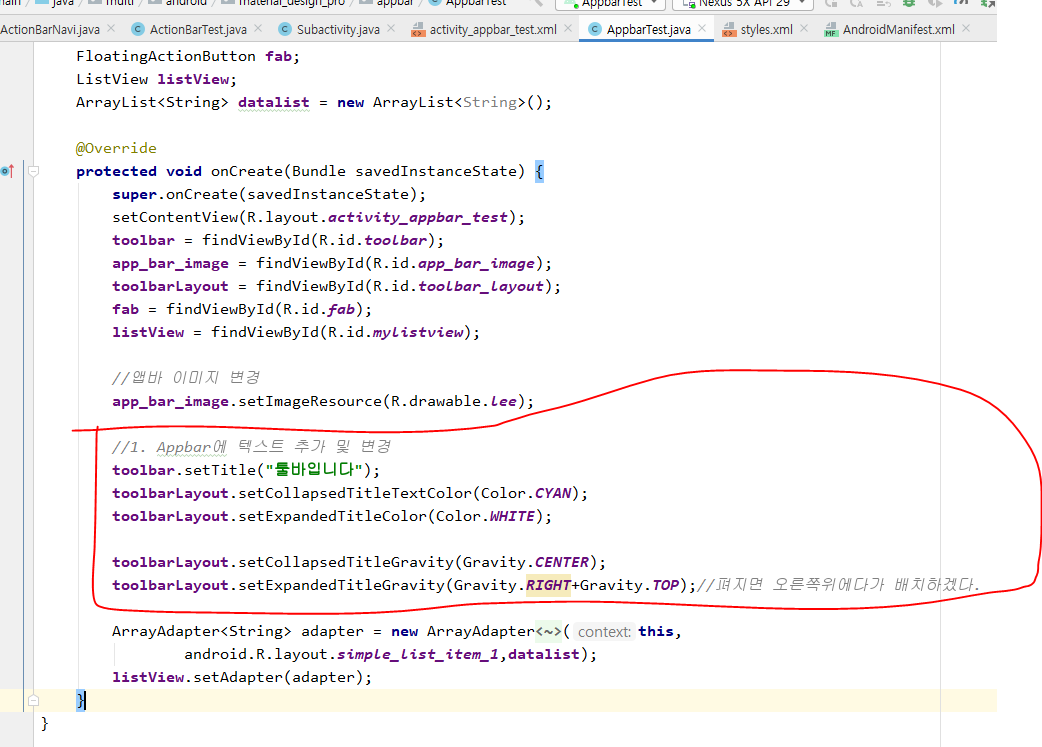 java multi android material_design_pro appbar AppbarTest AppbarTest Nexus 5X API 29
ActionBarNavi.java ActionBarTest.java Subactivity.java activity_appbar_test.xml AppbarTest.java styles.xml AndroidManifest.xml
FloatingActionButton fab;
ListView listView;
ArrayList<String> datalist = new ArrayList<String>();
@Override
protected void onCreate(Bundle savedInstanceState) {
super.onCreate(savedInstanceState);
setContentView(R.layout.activity_appbar_test);
toolbar = findViewById(R.id.toolbar);
app_bar_image = findViewById(R.id.app_bar_image);
toolbarLayout = findViewById(R.id.toolbar_layout);
fab = findViewById(R.id.fab);
listView = findViewById(R.id.mylistview);
//앱바 이미지 변경
app_bar_image.setImageResource(R.drawable.lee);
//1. Appbar에 텍스트 추가 및 변경
toolbar.setTitle("툴바입니다");
toolbarLayout.setCollapsedTitleTextColor(Color.CYAN);
toolbarLayout.setExpandedTitleColor(Color.WHITE);
toolbarLayout.setCollapsedTitleGravity(Gravity.CENTER);
toolbarLayout.setExpandedTitleGravity(Gravity.RIGHT+Gravity.TOP);//펴지면 오른쪽위에다가 배치하겠다.
ArrayAdapter<String> adapter = new ArrayAdapter<~>( context: this,
android.R.layout.simple_list_item_1,datalist);
listView.setAdapter(adapter);
}
}